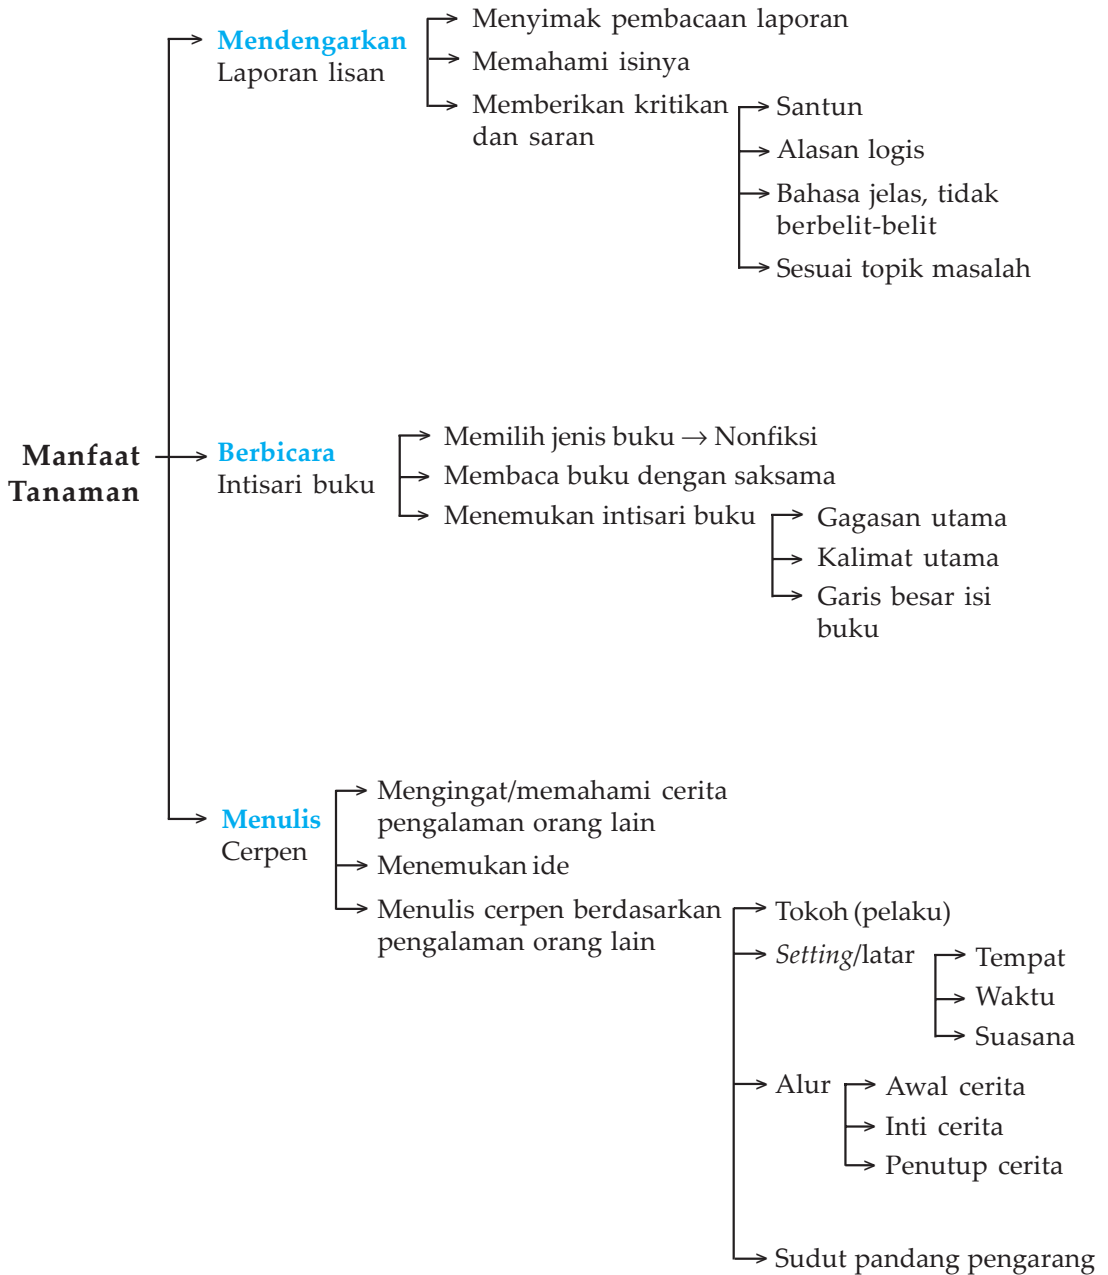 Manfaat
Tanaman
Mendengarkan
Laporan lisan
Menyimak pembacaan laporan
Memahami isinya
Memberikan kritikan
dan saran
Santun
Alasan logis
Bahasa jelas, tidak
berbelit-belit
Sesuai topik masalah
Berbicara
Intisari buku
Memilih jenis buku → Nonfiksi
Membaca buku dengan saksama
Menemukan intisari buku
Gagasan utama
Kalimat utama
Garis besar isi
buku
Menulis
Cerpen
Mengingat/memahami cerita
pengalaman orang lain
Menemukan ide
Menulis cerpen berdasarkan
pengalaman orang lain
Tokoh (pelaku)
Setting/latar
Tempat
Waktu
Suasana
Alur
Awal cerita
Inti cerita
Penutup cerita
Sudut pandang pengarang